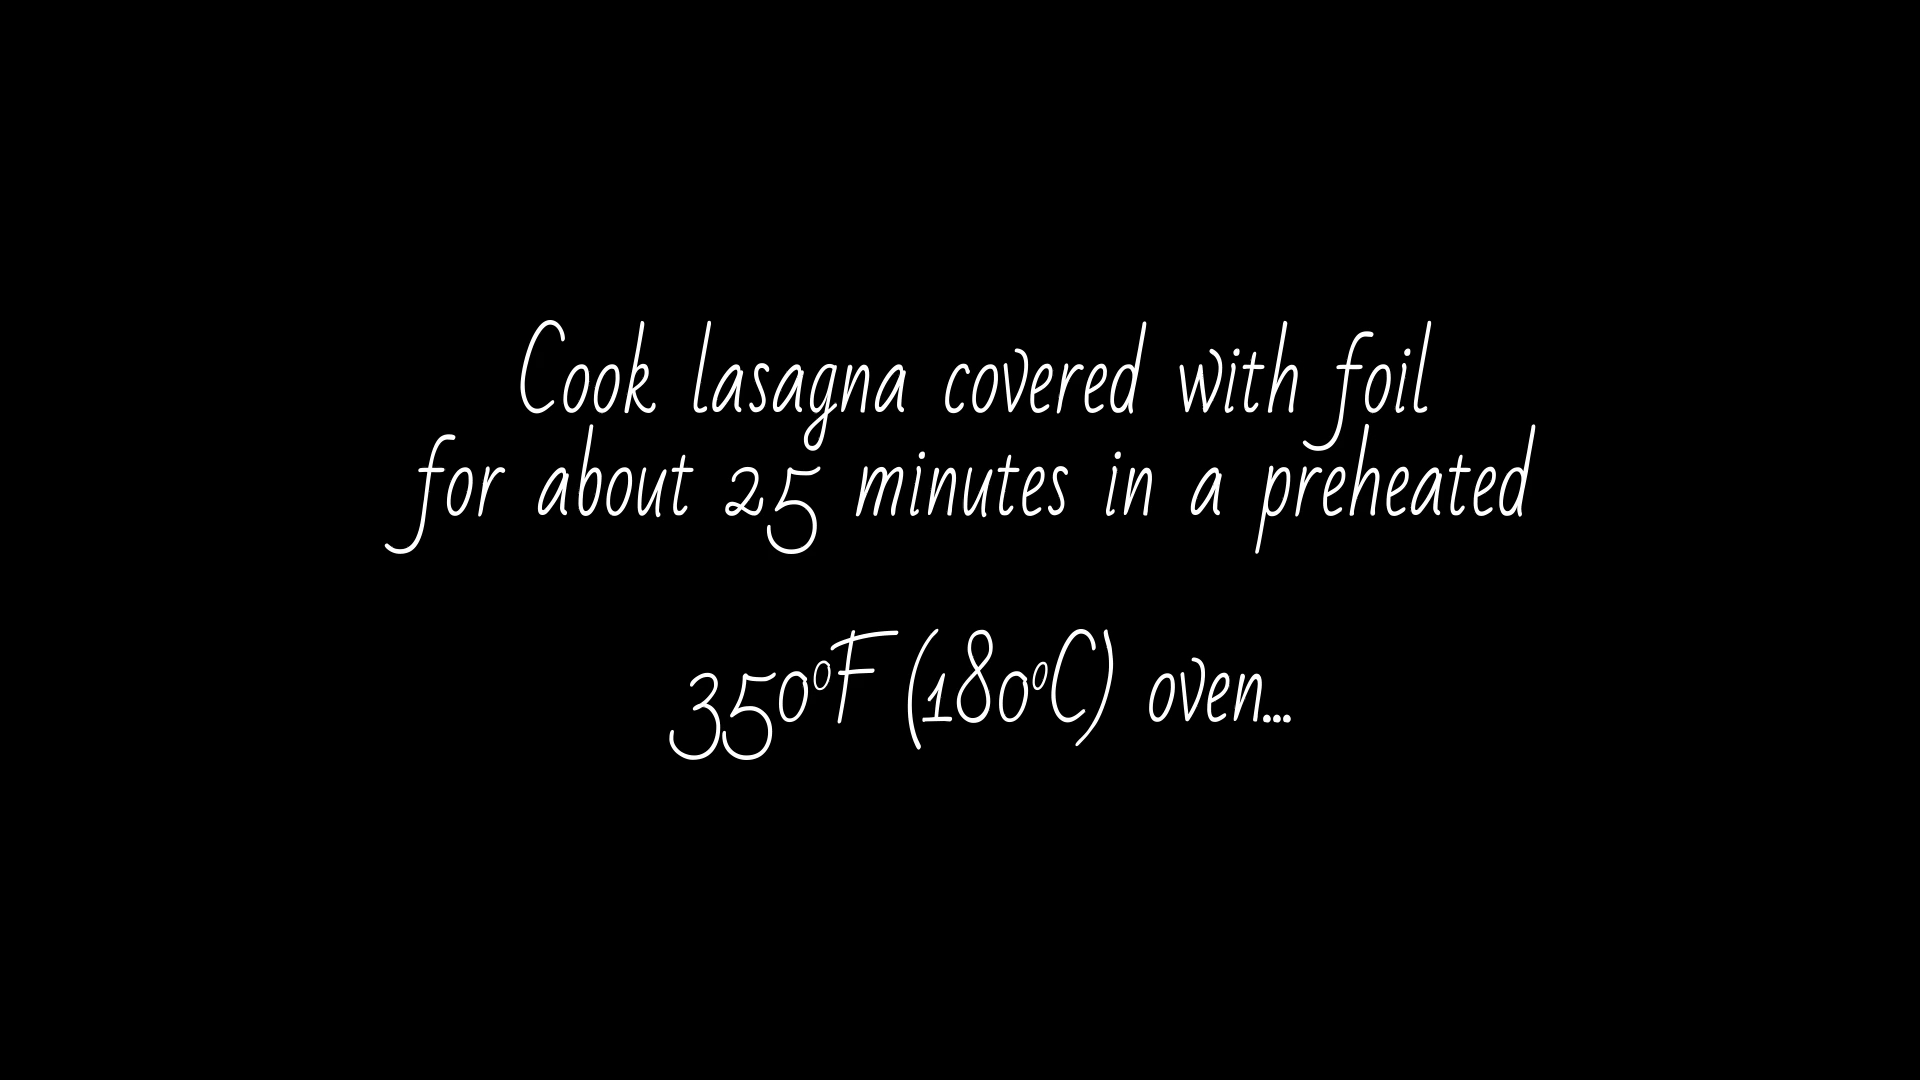 Cook lasagna covered with foil
for about 25 minutes in a preheated
350°F (180°C) oven...